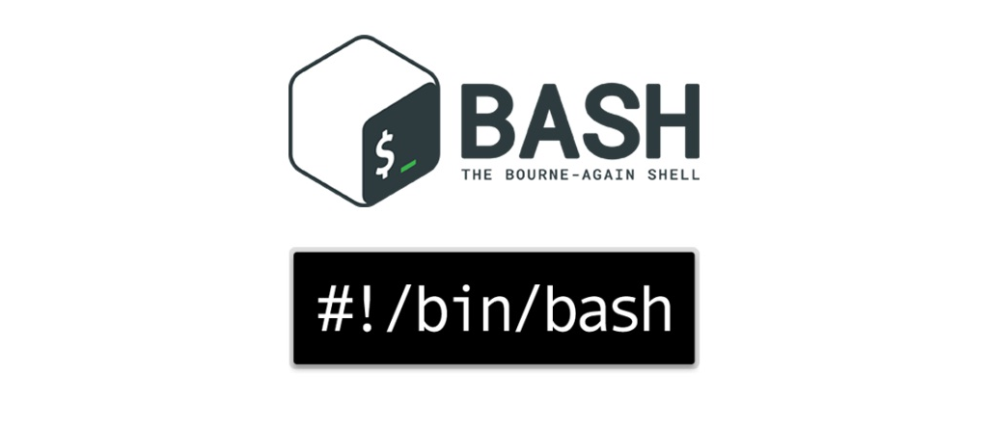 $_
BASH
THE BOURNE-AGAIN SHELL
#!/bin/bash